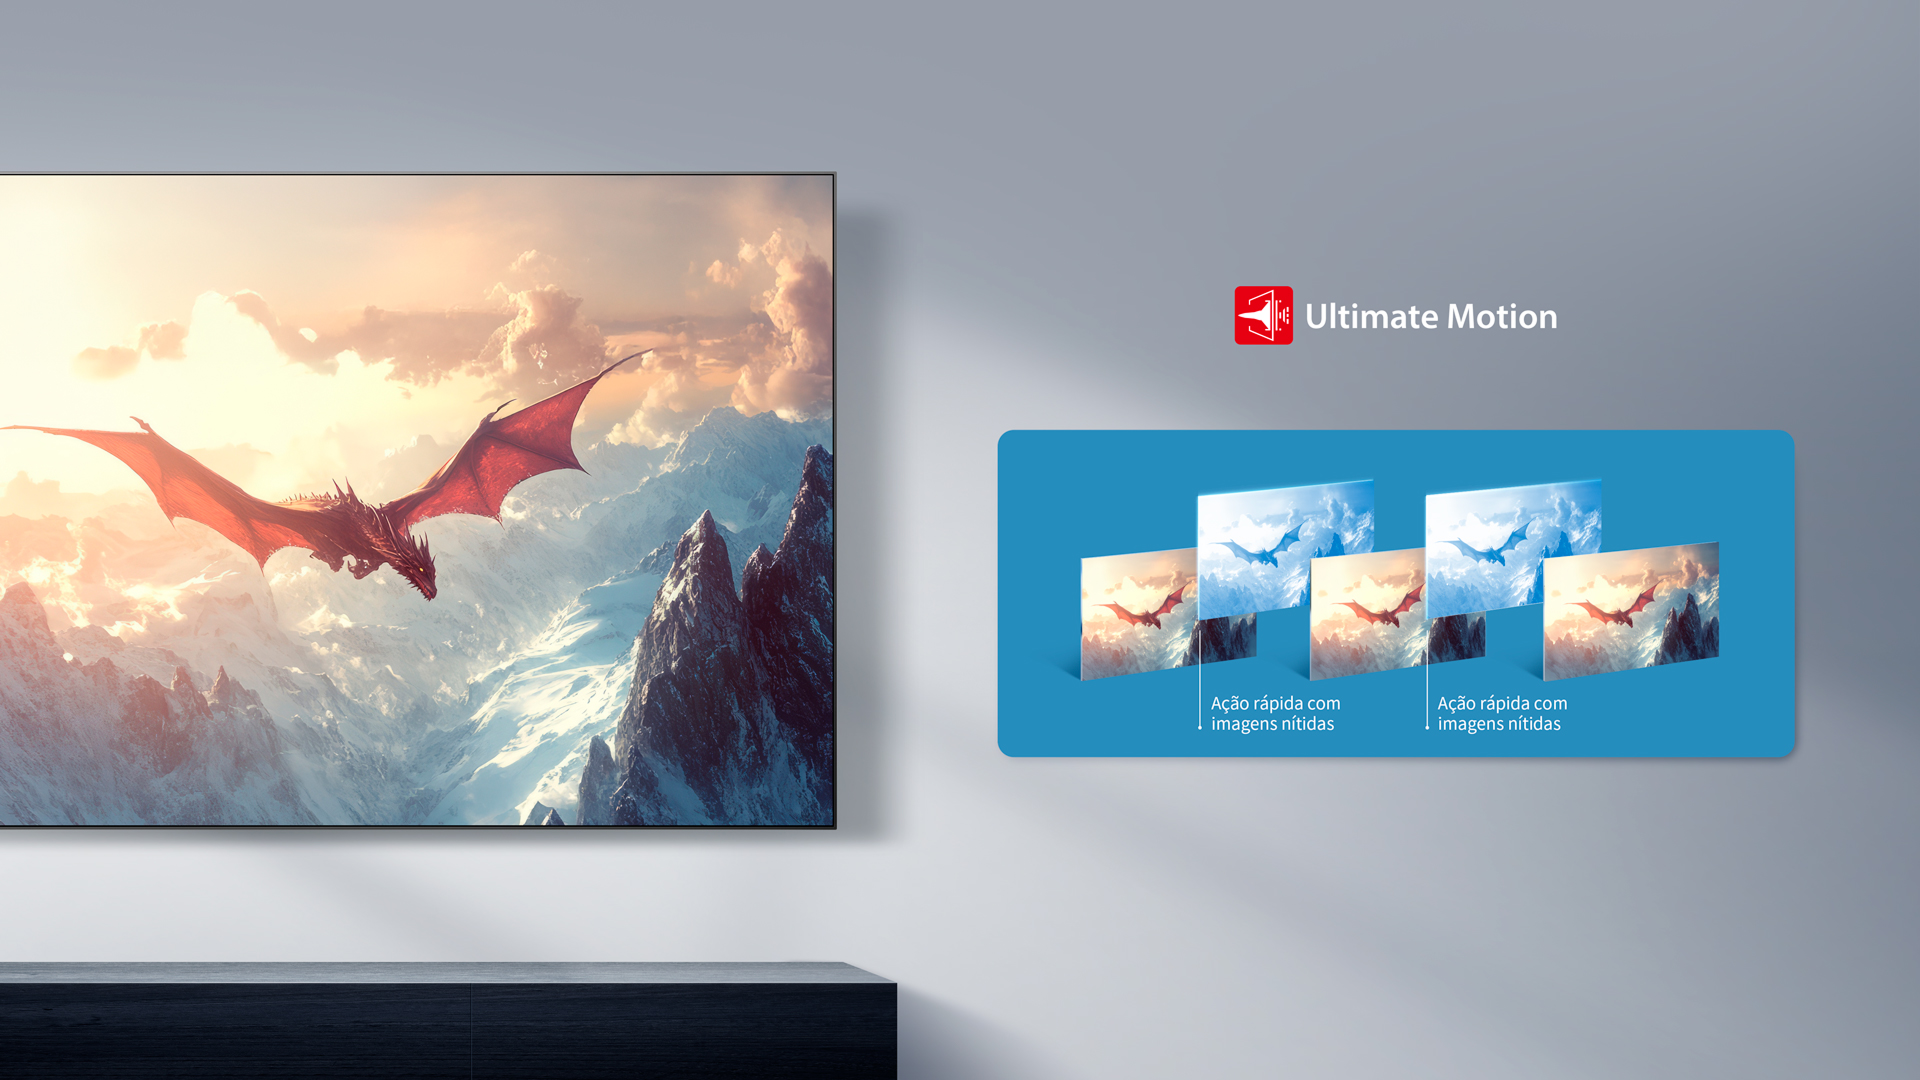 Ultimate Motion
Ação rápida com
imagens nítidas
Ação rápida com
imagens nítidas